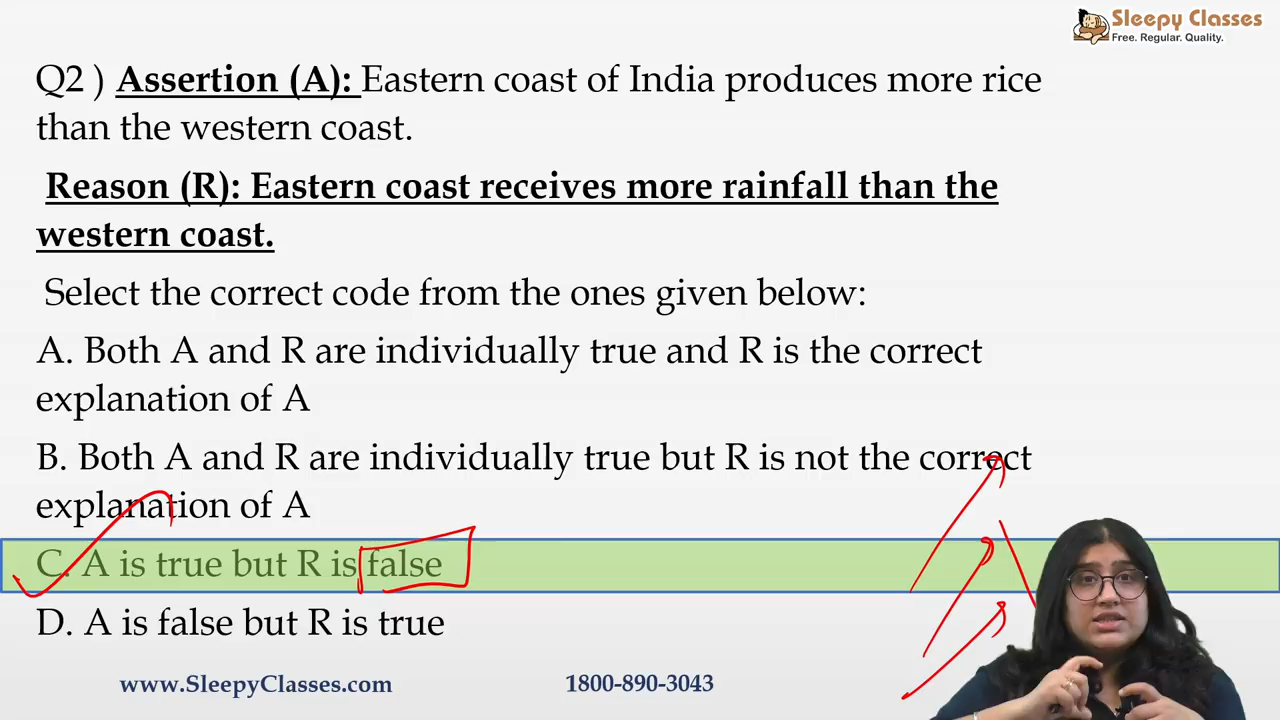 Sleepy Classes
Free. Regular. Quality.
Q2 ) Assertion (A): Eastern coast of India produces more rice
than the western coast.
Reason (R): Eastern coast receives more rainfall than the
western coast.
Select the correct code from the ones given below:
A. Both A and R are individually true and R is the correct
explanation of A
B. Both A and R are individually true but R is not the correct
explanation of A
C. A is true but R is false
D. A is false but R is true
www.SleepyClasses.com
1800-890-3043